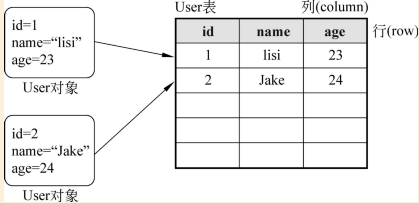 User表
列(column)
行(row)
id=1
name=“lisi”
age=23
User对象
id name age
1 lisi 23
2 Jake 24
id=2
name=“Jake”
age=24
User对象